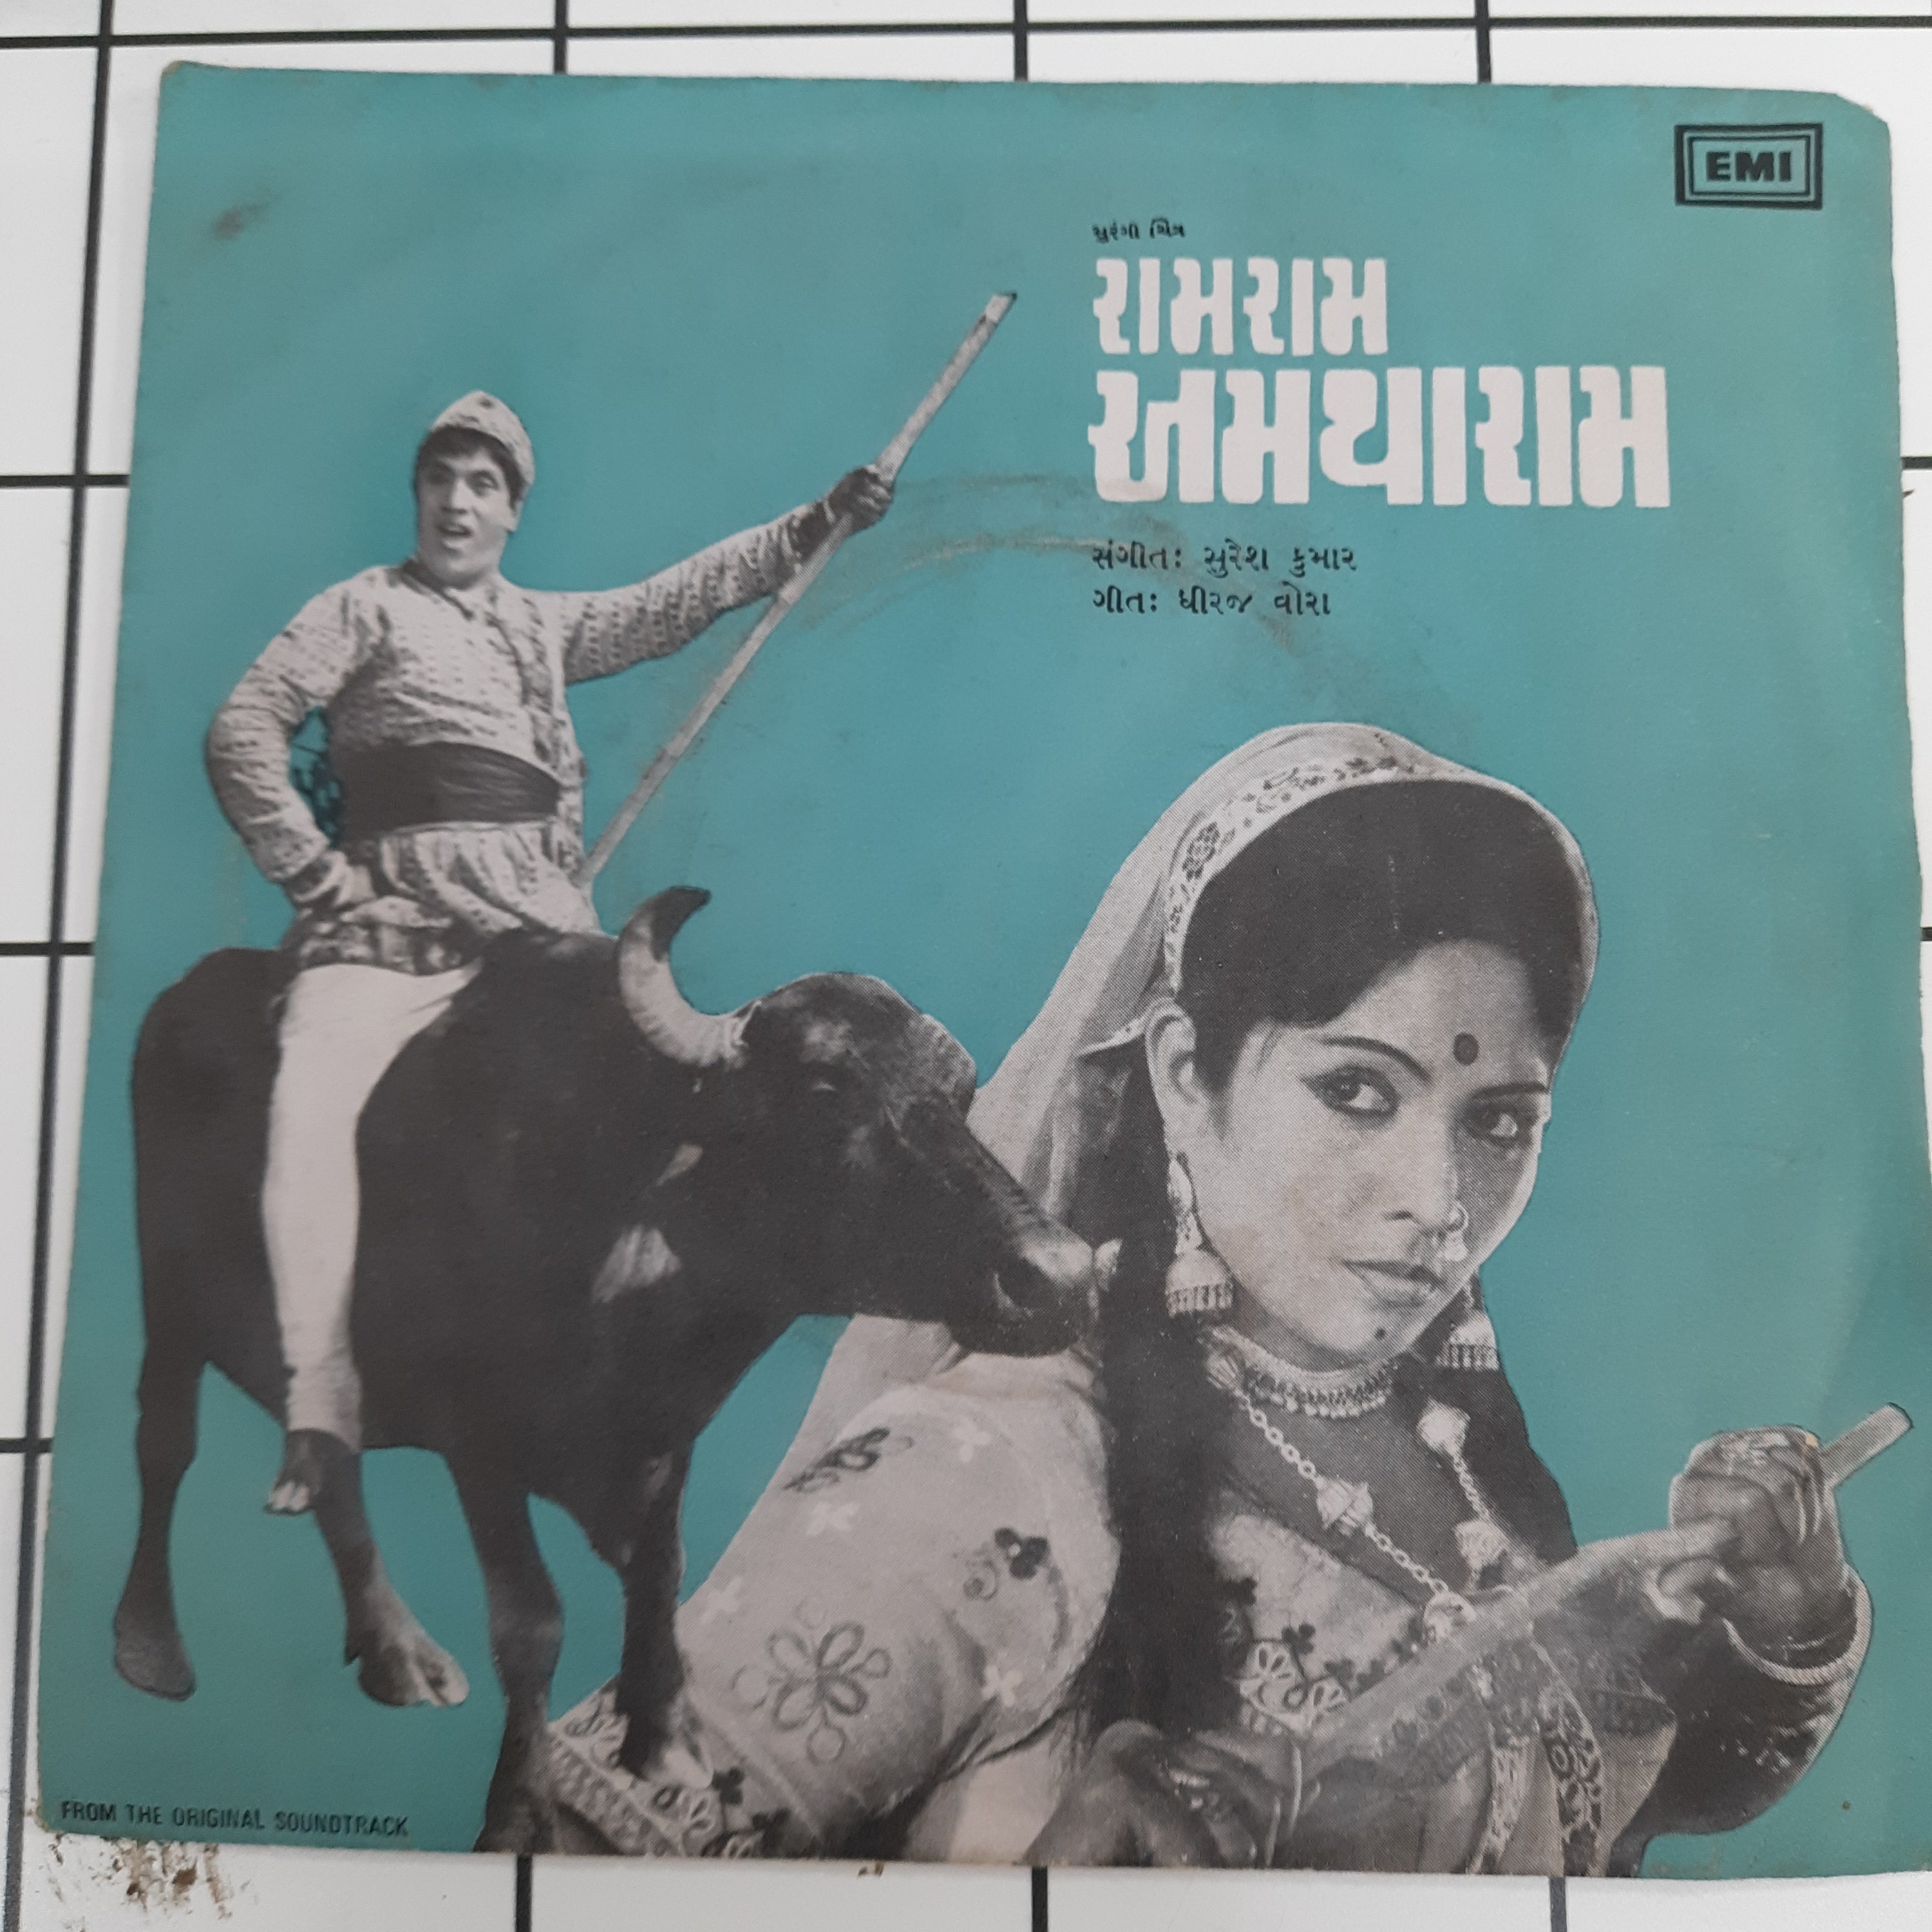 EMI
સુરંગી ચિત્ર
રામરામ
અમથારામ
સંગીતઃ સુરેશ કુમાર
ગીતઃ ધીરજ વોરા
FROM THE ORIGINAL SOUNDTRACK